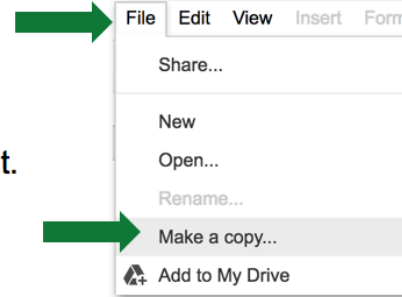 File Edit View Insert Form
Share...
New
Open...
t.
Rename...
Make a copy...
Add to My Drive